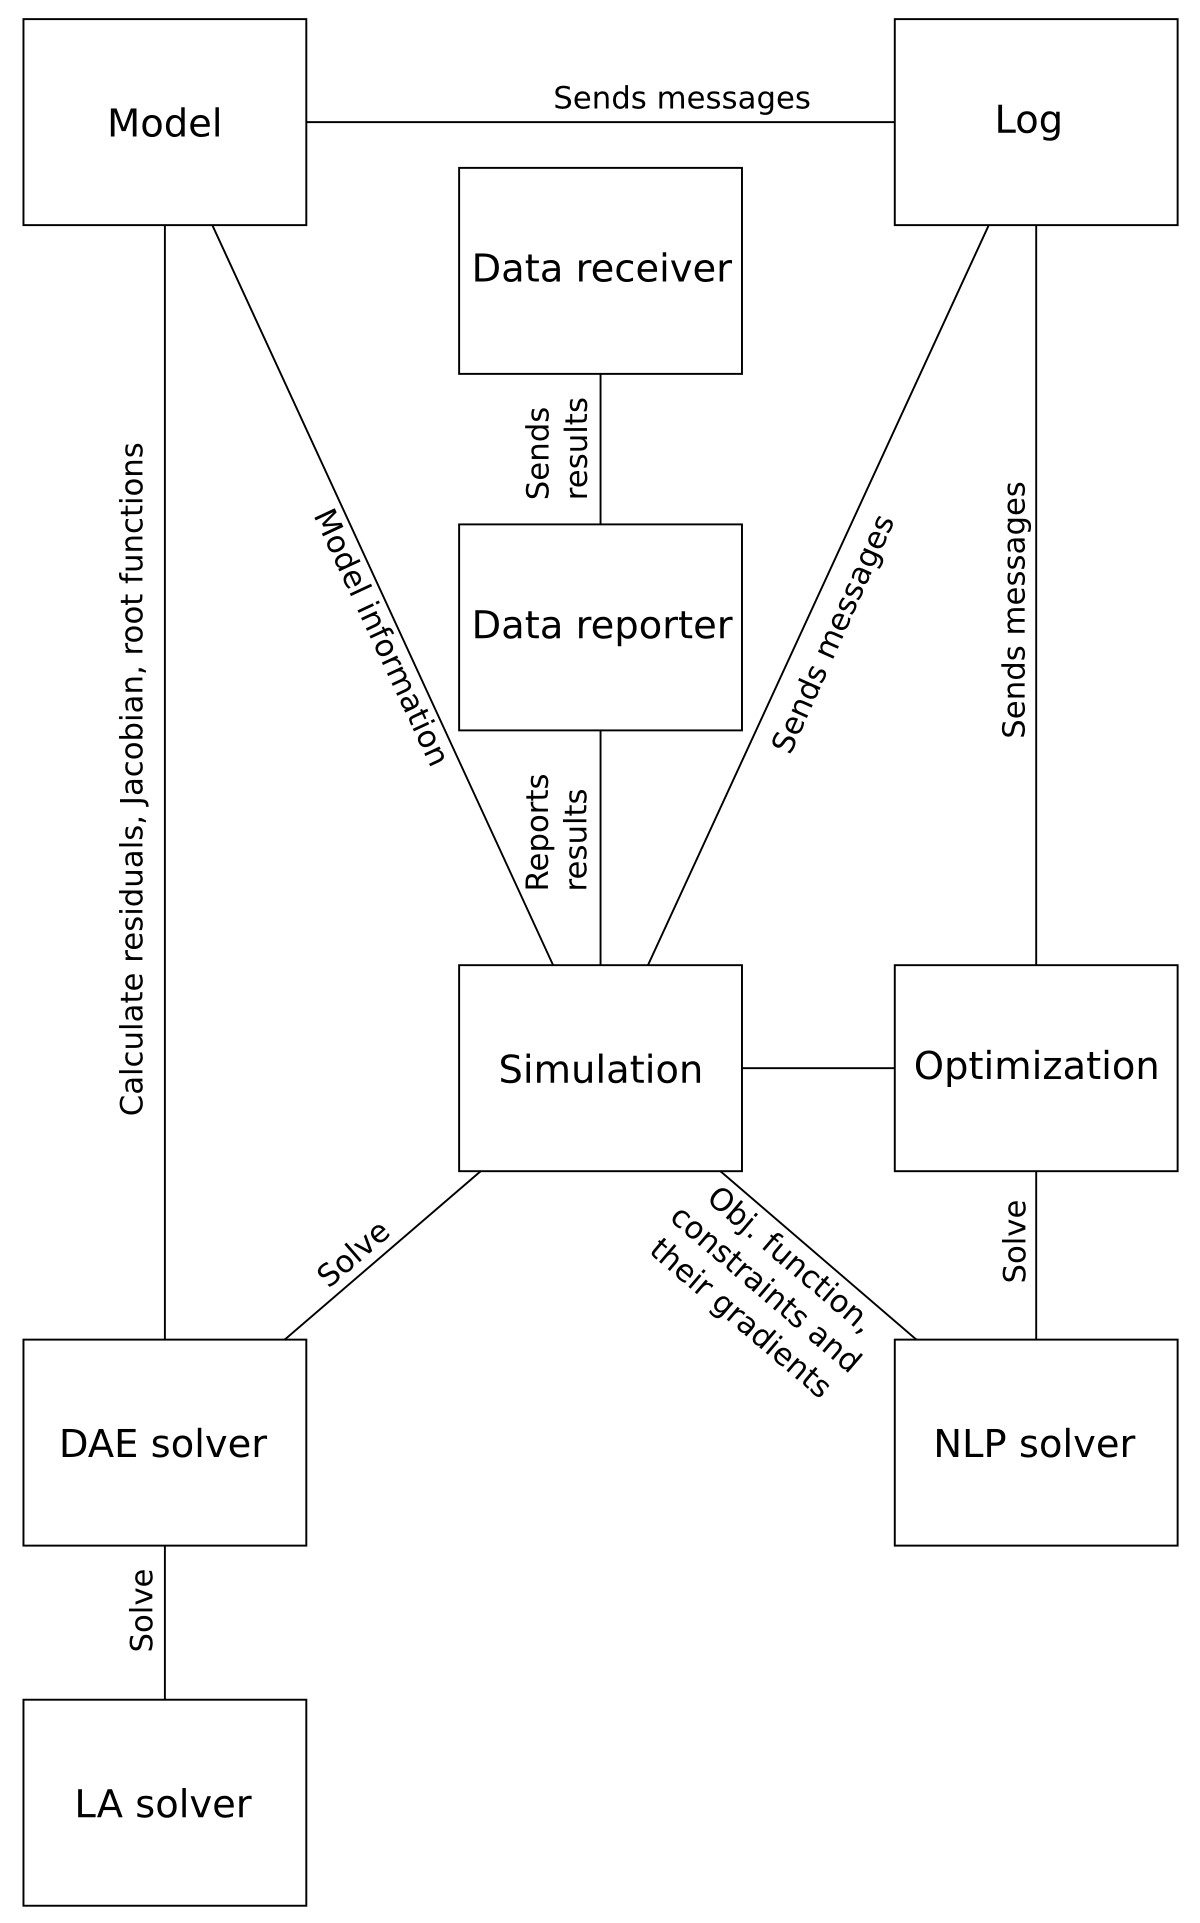 Model
Sends messages
Log
Data receiver
Sends
results
Calculate residuals, Jacobian, root functions
Model information
Data reporter
Sends messages
Sends messages
Reports
results
Simulation
Optimization
Solve
Obj. function,
constraints and
their gradients
Solve
DAE solver
NLP solver
Solve
LA solver